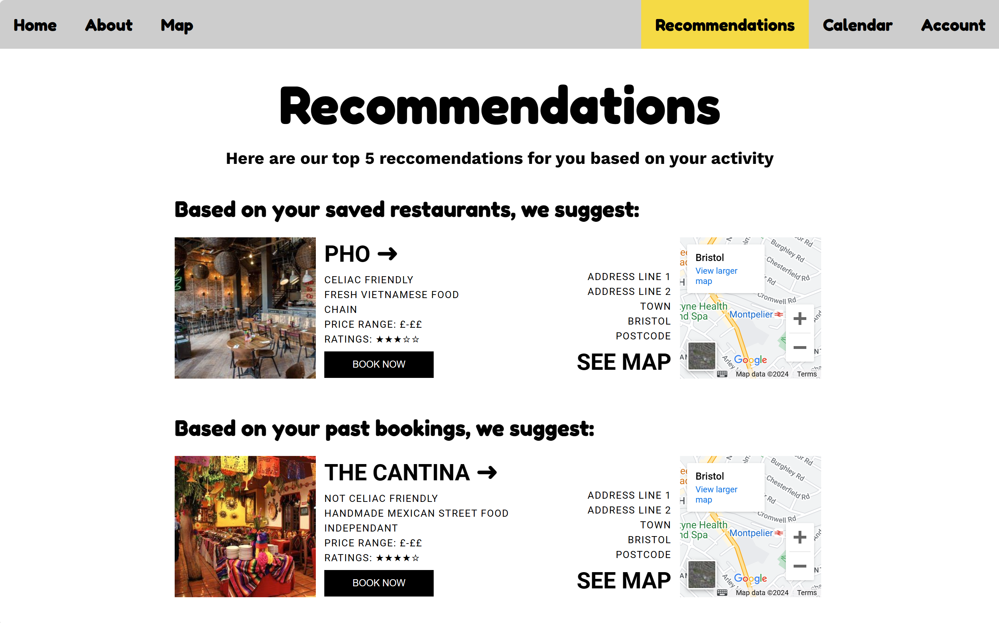 Home About Map Recommendations Calendar Account
Recommendations
Here are our top 5 reccomendations for you based on your activity
Based on your saved restaurants, we suggest:
PHO →
CELIAC FRIENDLY
FRESH VIETNAMESE FOOD
CHAIN
PRICE RANGE: £-££
RATINGS: ★★★☆☆
BOOK NOW
ADDRESS LINE 1
ADDRESS LINE 2
TOWN
BRISTOL
POSTCODE
SEE MAP
Bristol
View larger
map
Burghley Rd
Chesterfield Rd
Rd
Cromwell Rd
Health
Spa
Montpelier
Arley
Google
Map data ©2024 Terms
Based on your past bookings, we suggest:
THE CANTINA →
NOT CELIAC FRIENDLY
HANDMADE MEXICAN STREET FOOD
INDEPENDANT
PRICE RANGE: £-££
RATINGS: ★★★★☆
BOOK NOW
ADDRESS LINE 1
ADDRESS LINE 2
TOWN
BRISTOL
POSTCODE
SEE MAP
Bristol
View larger
map
Burghley Rd
Chesterfield Rd
Rd
Cromwell Rd
Health
Spa
Montpelier
Arley
Google
Map data ©2024 Terms